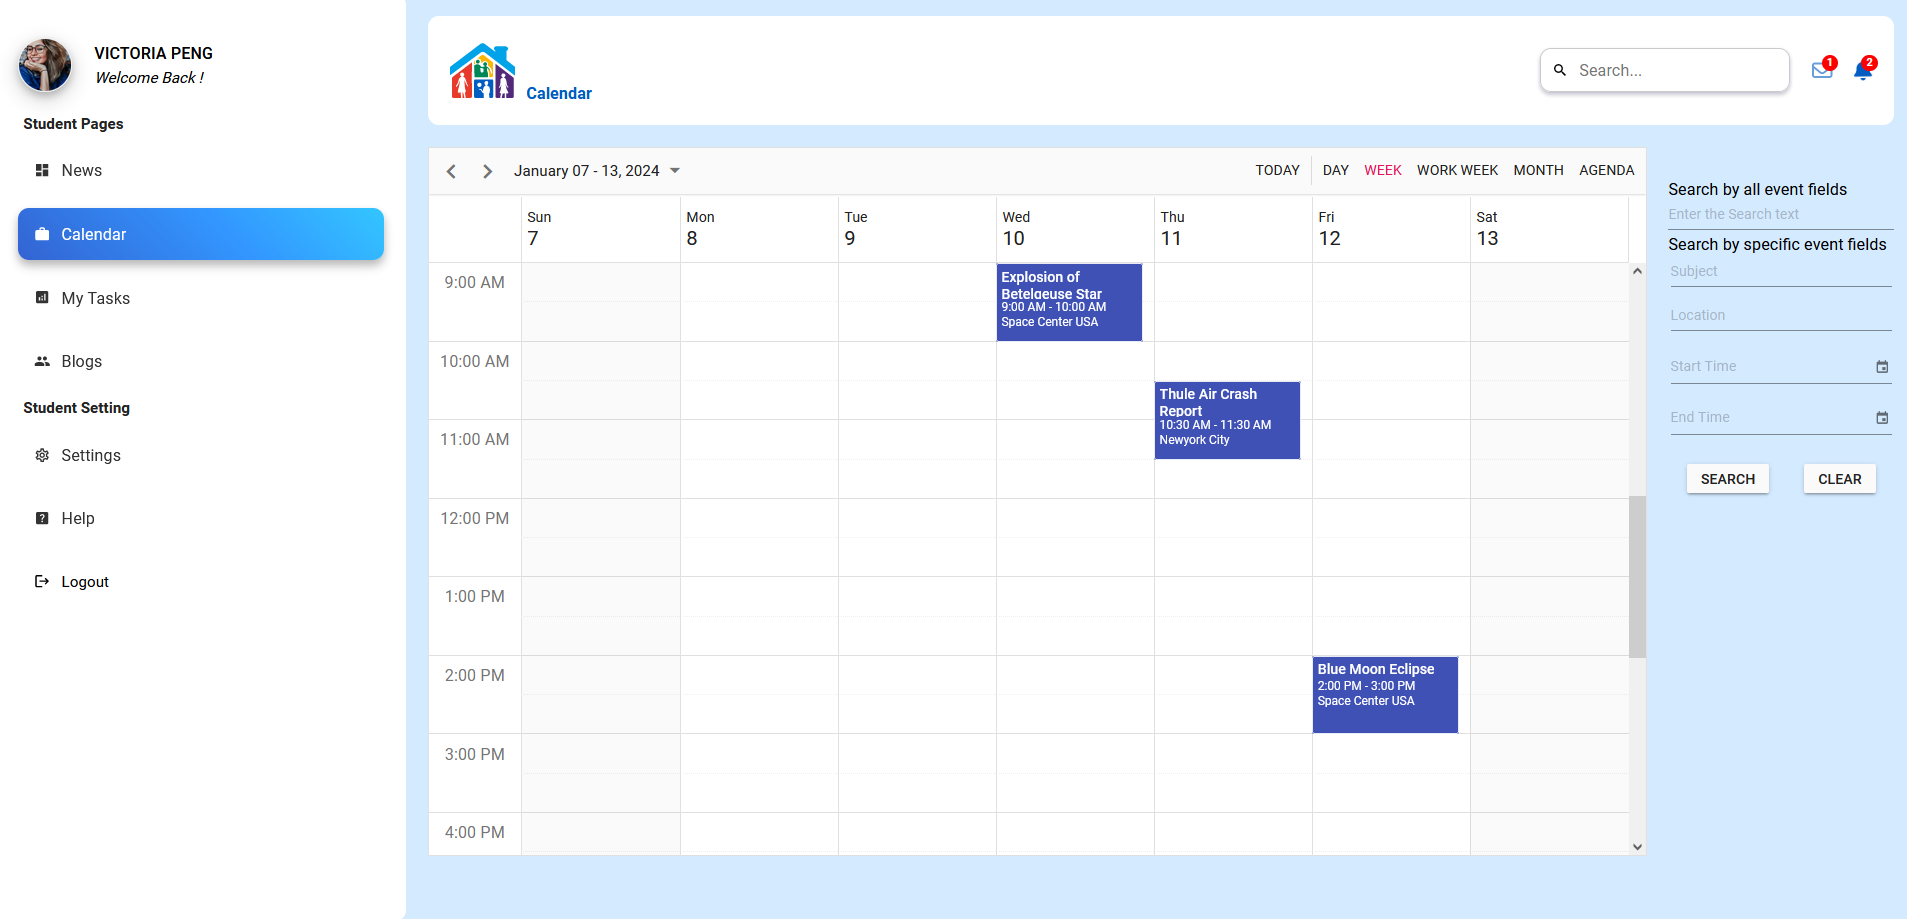 VICTORIA PENG
Welcome Back !
Student Pages
News
Calendar
My Tasks
Blogs
Student Setting
Settings
Help
Logout
Calendar
Search...
1
2
January 07 - 13, 2024
TODAY
DAY
WEEK
WORK WEEK
MONTH
AGENDA
Sun
7
Mon
8
Tue
9
Wed
10
Thu
11
Fri
12
Sat
13
9:00 AM
10:00 AM
11:00 AM
12:00 PM
1:00 PM
2:00 PM
3:00 PM
4:00 PM
Explosion of
Betelgeuse Star
9:00 AM - 10:00 AM
Space Center USA
Thule Air Crash
Report
10:30 AM - 11:30 AM
Newyork City
Blue Moon Eclipse
2:00 PM - 3:00 PM
Space Center USA
Search by all event fields
Enter the Search text
Search by specific event fields
Subject
Location
Start Time
End Time
SEARCH
CLEAR